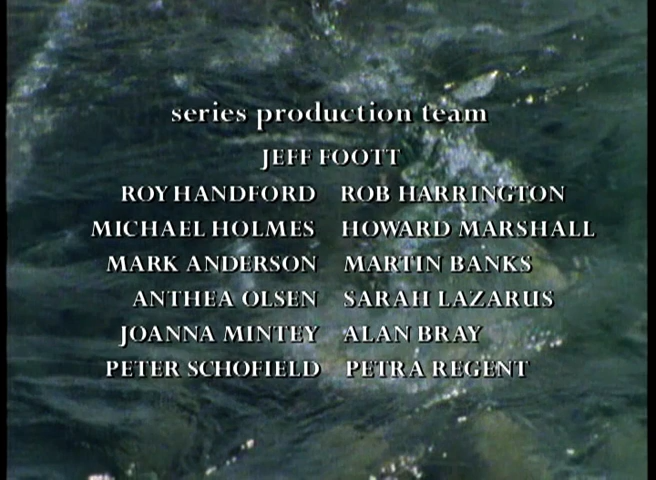 series production team
JEFF FOOTT
ROY HANDFORD ROB HARRINGTON
MICHAEL HOLMES HOWARD MARSHALL
MARK ANDERSON MARTIN BANKS
ANTHEA OLSEN SARAH LAZARUS
JOANNA MINTEY ALAN BRAY
PETER SCHOFIELD PETRA REGENT